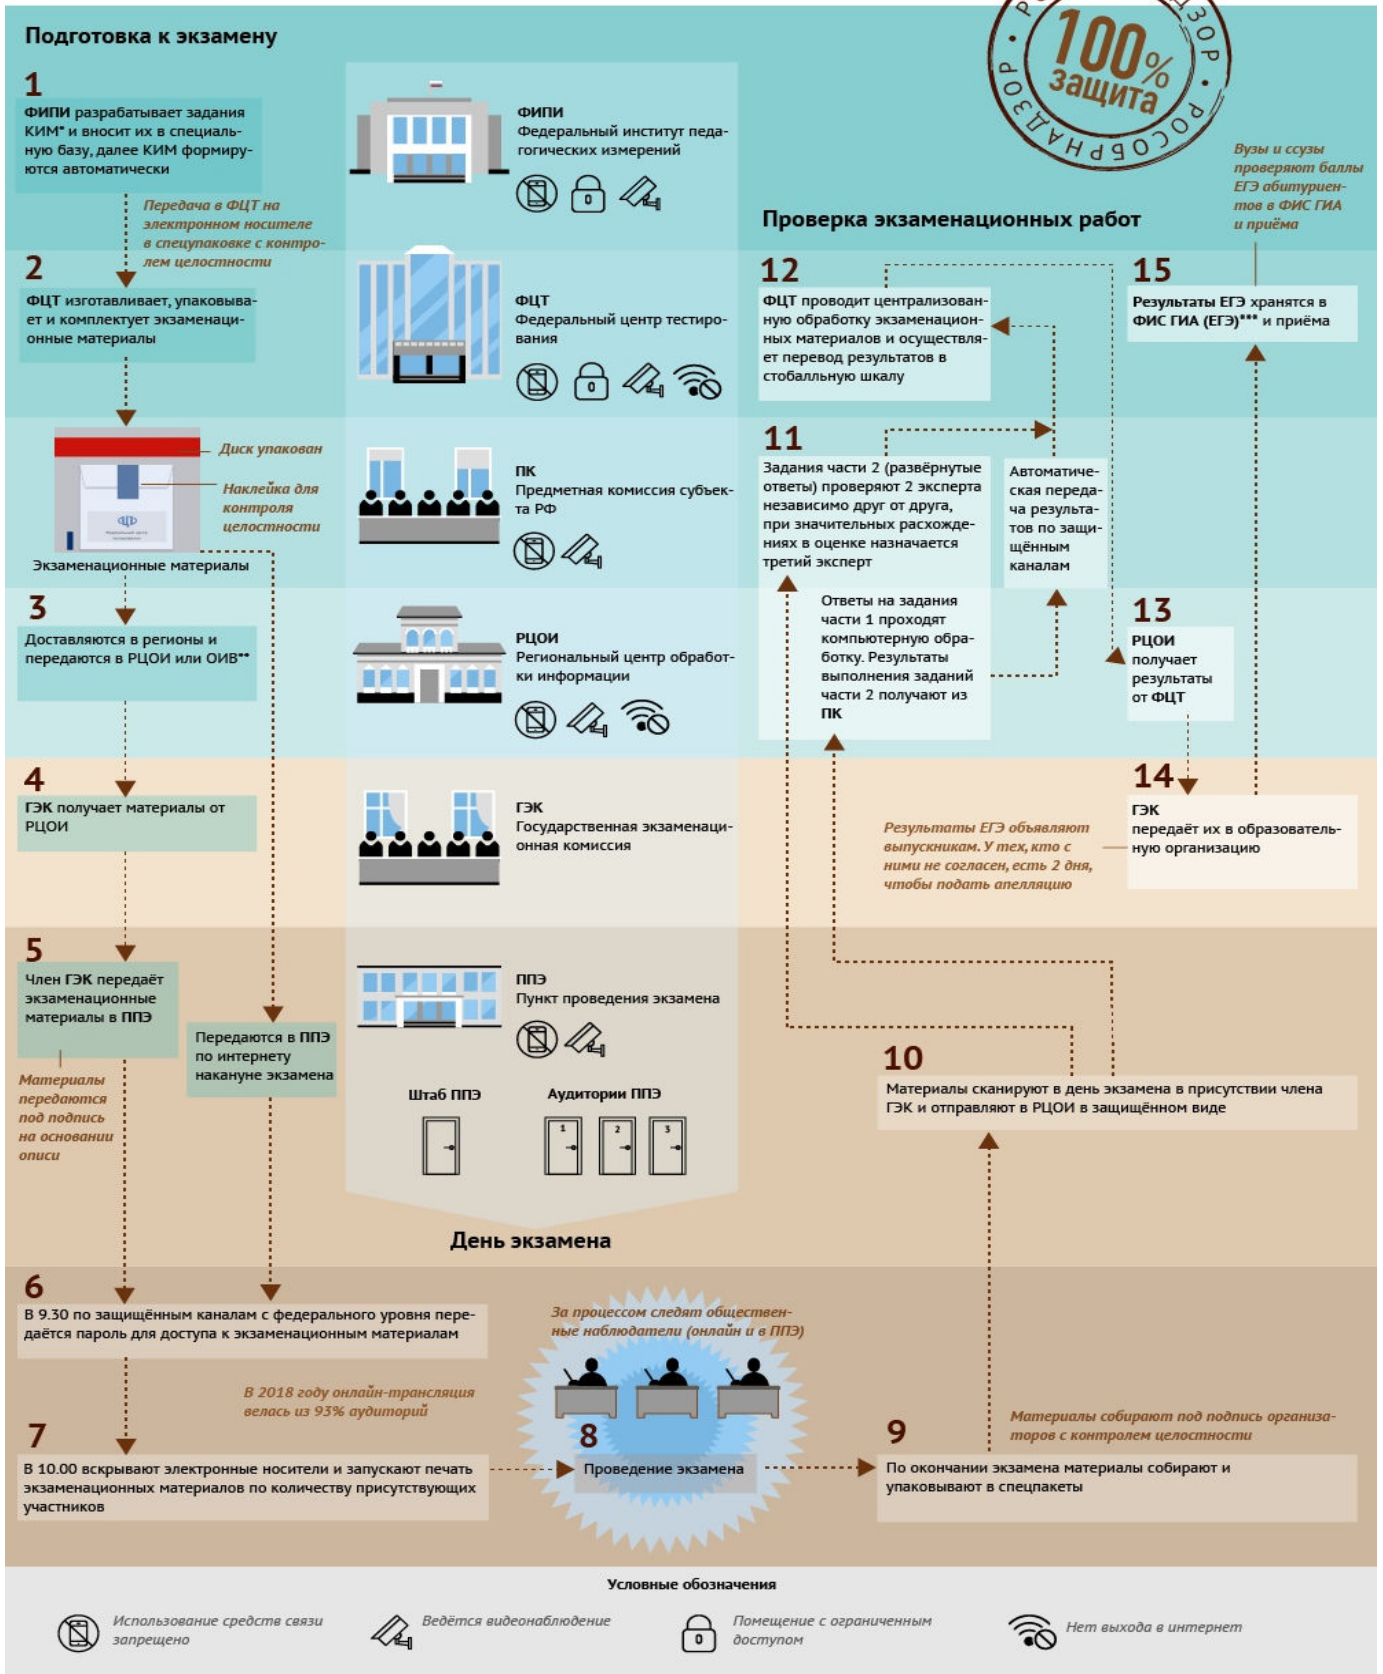 100%
защита
РОСОБРНАДЗОР
Подготовка к экзамену
1
ФИПИ разрабатывает задания
КИМ* и вносит их в специаль-
ную базу, далее КИМ формиру-
ются автоматически
Передача в ФЦТ на
электронном носителе
в спецупаковке с контро-
лем целостности
2
ФЦТ изготавливает, упаковыва-
ет и комплектует экзаменаци-
онные материалы
Диск упакован
Наклейка для
контроля
целостности
ФЦТ
Экзаменационные материалы
3
Доставляются в регионы и
передаются в РЦОИ или ОИВ**
4
ГЭК получает материалы от
РЦОИ
5
Член ГЭК передаёт
экзаменационные
материалы в ППЭ
Материалы
передаются
под подпись
на основании
описи
Передаются в ППЭ
по интернету
накануне экзамена
ФИПИ
Федеральный институт педа-
гогических измерений
ФЦТ
Федеральный центр тестиро-
вания
ПК
Предметная комиссия субъек-
та РФ
РЦОИ
Региональный центр обработ-
ки информации
ГЭК
Государственная экзаменаци-
онная комиссия
ППЭ
Пункт проведения экзамена
Штаб ППЭ
Аудитории ППЭ
1
2
3
День экзамена
6
В 9.30 по защищённым каналам с федерального уровня пере-
даётся пароль для доступа к экзаменационным материалам
В 2018 году онлайн-трансляция
велась из 93% аудиторий
7
В 10.00 вскрывают электронные носители и запускают печать
экзаменационных материалов по количеству присутствующих
участников
За процессом следят обществен-
ные наблюдатели (онлайн и в ППЭ)
8
Проведение экзамена
9
Материалы собирают под подпись организа-
торов с контролем целостности
По окончании экзамена материалы собирают и
упаковывают в спецпакеты
10
Материалы сканируют в день экзамена в присутствии члена
ГЭК и отправляют в РЦОИ в защищённом виде
Проверка экзаменационных работ
11
Задания части 2 (развёрнутые
ответы) проверяют 2 эксперта
независимо друг от друга,
при значительных расхожде-
ниях в оценке назначается
третий эксперт
Ответы на задания
части 1 проходят
компьютерную обра-
ботку. Результаты
выполнения заданий
части 2 получают из
ПК
Автоматиче-
ская переда-
ча результа-
тов по защи-
щённым
каналам
12
ФЦТ проводит централизован-
ную обработку экзаменацион-
ных материалов и осуществля-
ет перевод результатов в
стобалльную шкалу
13
РЦОИ
получает
результаты
от ФЦТ
14
ГЭК
передаёт их в образователь-
ную организацию
Результаты ЕГЭ объявляют
выпускникам. У тех, кто с
ними не согласен, есть 2 дня,
чтобы подать апелляцию
15
Результаты ЕГЭ хранятся в
ФИС ГИА (ЕГЭ)*** и приёма
Вузы и ссузы
проверяют баллы
ЕГЭ абитуриен-
тов в ФИС ГИА
и приёма
Условные обозначения
Использование средств связи
запрещено
Ведётся видеонаблюдение
Помещение с ограниченным
доступом
Нет выхода в интернет